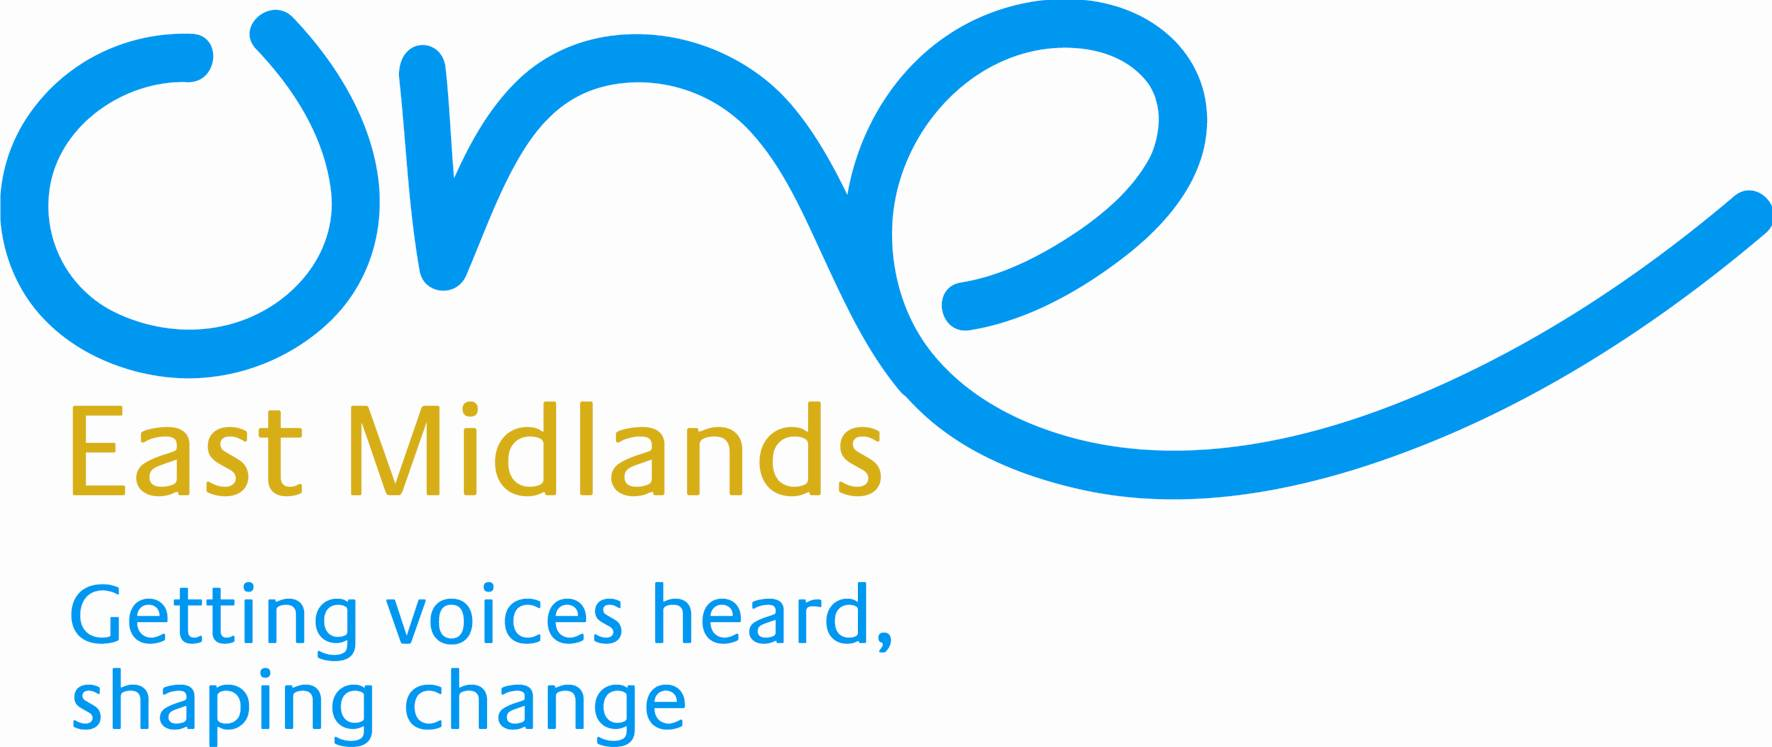 one
East Midlands
Getting voices heard,
shaping change